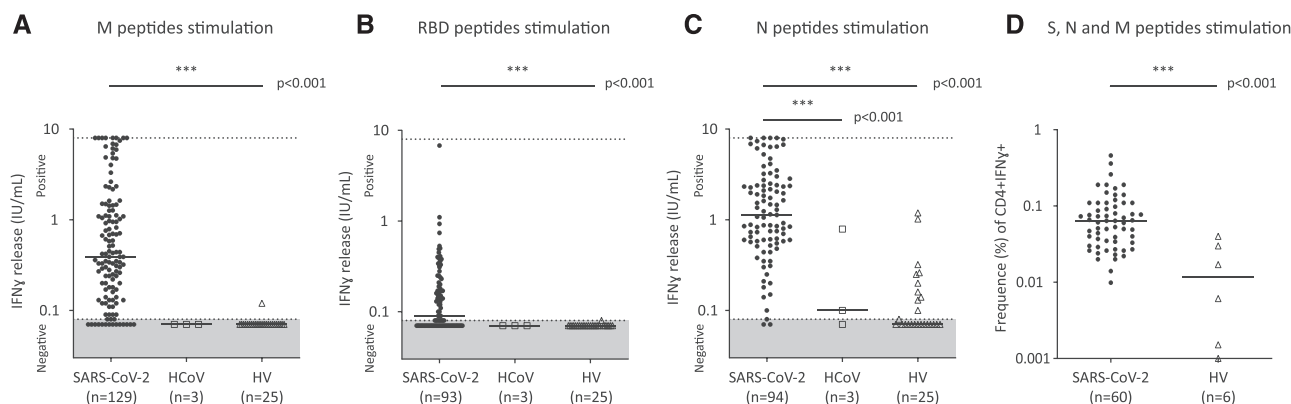 A
M peptides stimulation
***
p<0.001
10
1
0.1
IFNγ release (IU/mL)
Positive
Negative
SARS-CoV-2
(n=129)
HCoV
(n=3)
HV
(n=25)
B
RBD peptides stimulation
***
p<0.001
10
1
0.1
IFNγ release (IU/mL)
Positive
Negative
SARS-CoV-2
(n=93)
HCoV
(n=3)
HV
(n=25)
C
N peptides stimulation
***
p<0.001
***
p<0.001
10
1
0.1
IFNγ release (IU/mL)
Positive
Negative
SARS-CoV-2
(n=94)
HCoV
(n=3)
HV
(n=25)
D
S, N and M peptides stimulation
***
p<0.001
1
0.1
0.01
0.001
Frequence (%) of CD4+IFNγ+
SARS-CoV-2
(n=60)
HV
(n=6)